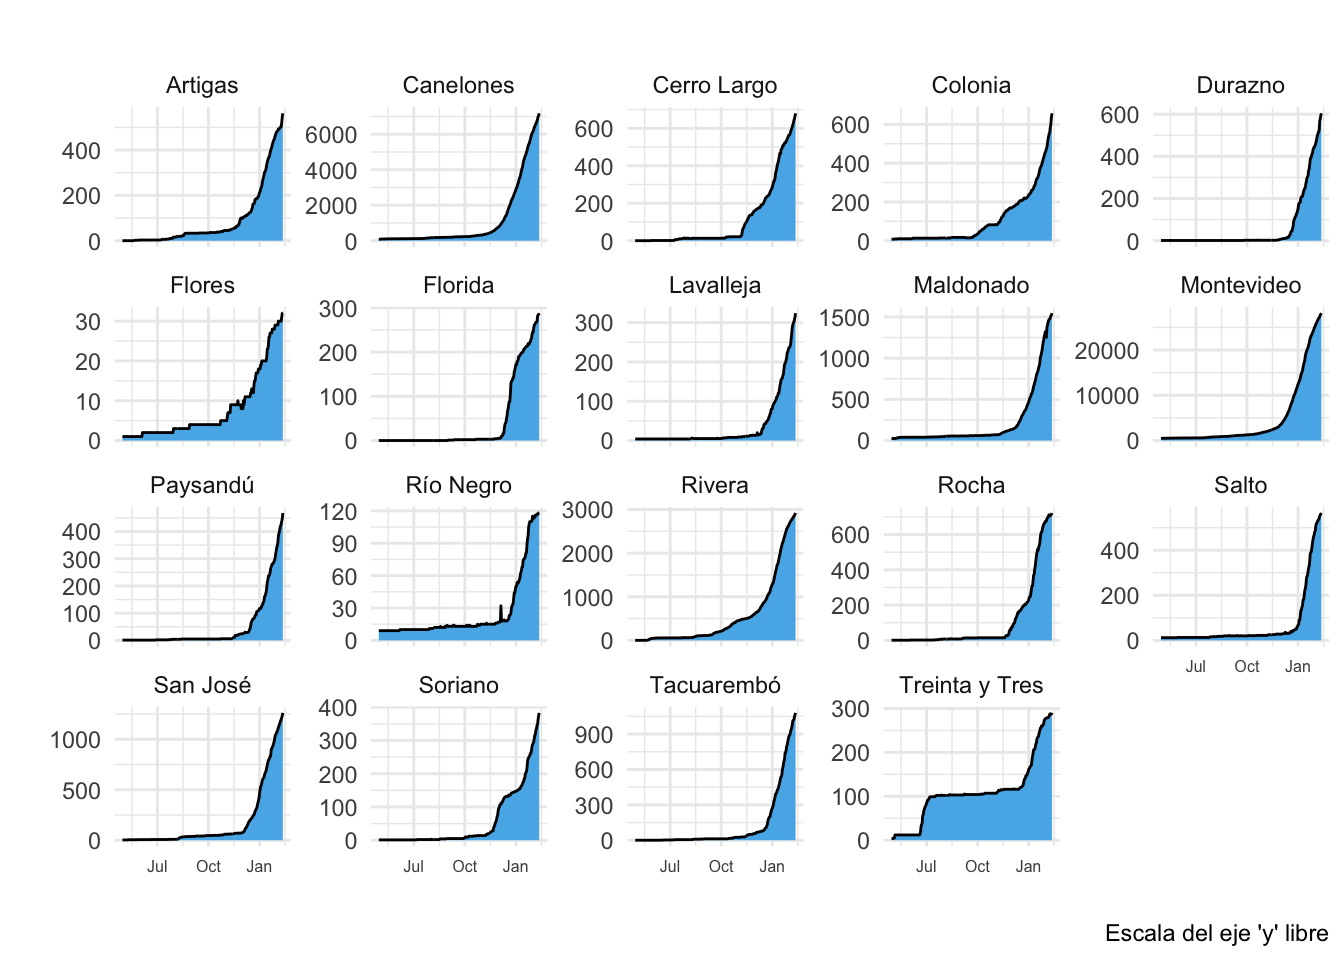 Artigas Canelones Cerro Largo Colonia Durazno
400 200 0
6000 4000 2000 0
600 400 200 0
600 400 200 0
600 400 200 0
Flores Florida Lavalleja Maldonado Montevideo
30 20 10 0
300 200 100 0
300 200 100 0
1500 1000 500 0
20000 10000 0
Paysandú Río Negro Rivera Rocha Salto
400 300 200 100 0
120 90 60 30 0
3000 2000 1000 0
600 400 200 0
400 200 0
Jul Oct Jan
San José Soriano Tacuarembó Treinta y Tres
1000 500 0
400 300 200 100 0
900 600 300 0
300 200 100 0
Jul Oct Jan Jul Oct Jan Jul Oct Jan Jul Oct Jan
Escala del eje 'y' libre